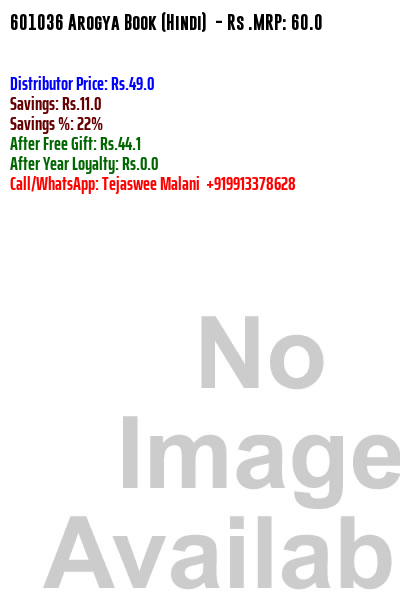 601036 Arogya Book (Hindi) - Rs .MRP: 60.0
Distributor Price: Rs.49.0
Savings: Rs.11.0
Savings %: 22%
After Free Gift: Rs.44.1
After Year Loyalty: Rs.0.0
Call/WhatsApp: Tejaswee Malani +919913378628
No
Image
Availab